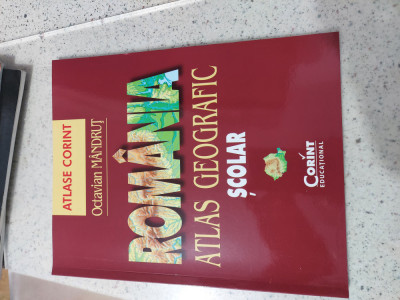 ATLASE CORINT
Octavian MÂNDRUȚ
ROMÂNIA
ATLAS GEOGRAFIC
ȘCOLAR
CORINT
EDUCAȚIONAL